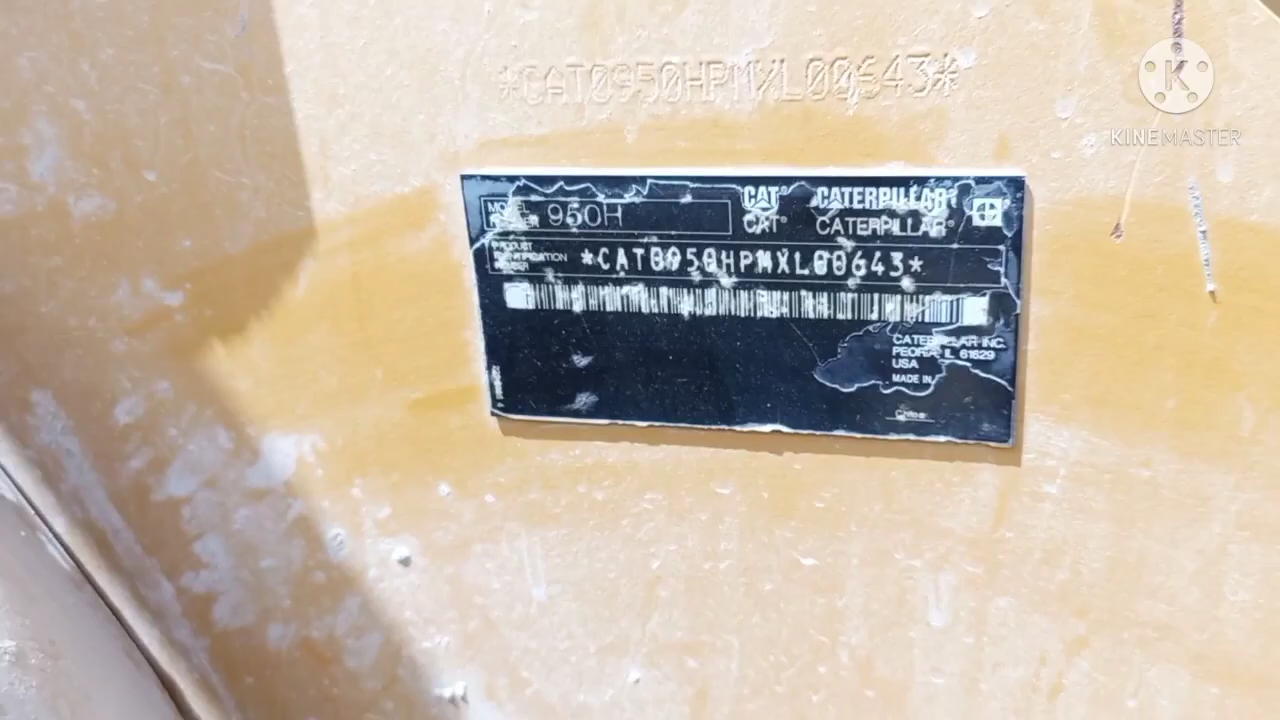 *CAT0950HPMXL00643*
K
KINEMASTER
CAT® CATERPILLAR®
MODEL 950H
CAT® CATERPILLAR®
PRODUCT
IDENTIFICATION
NUMBER
*CAT0950HPMXL00643*
CATERPILLAR INC.
PEORIA, IL 61629
USA
MADE IN